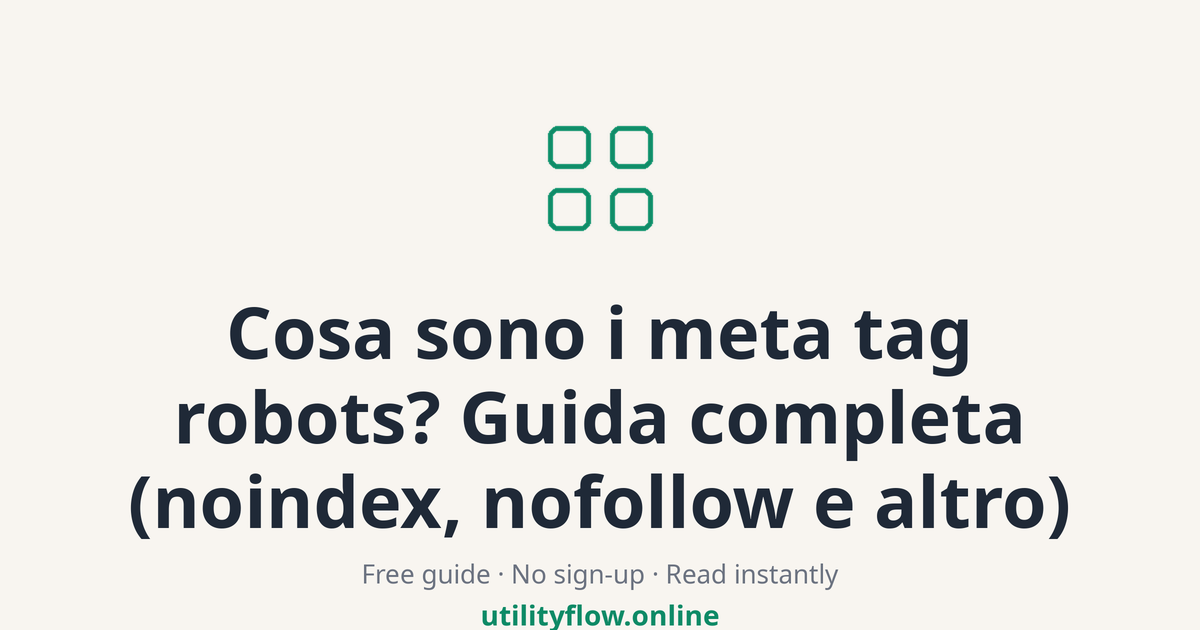 Cosa sono i meta tag
robots? Guida completa
(noindex, nofollow e altro)
Free guide · No sign-up · Read instantly
utilityflow.online